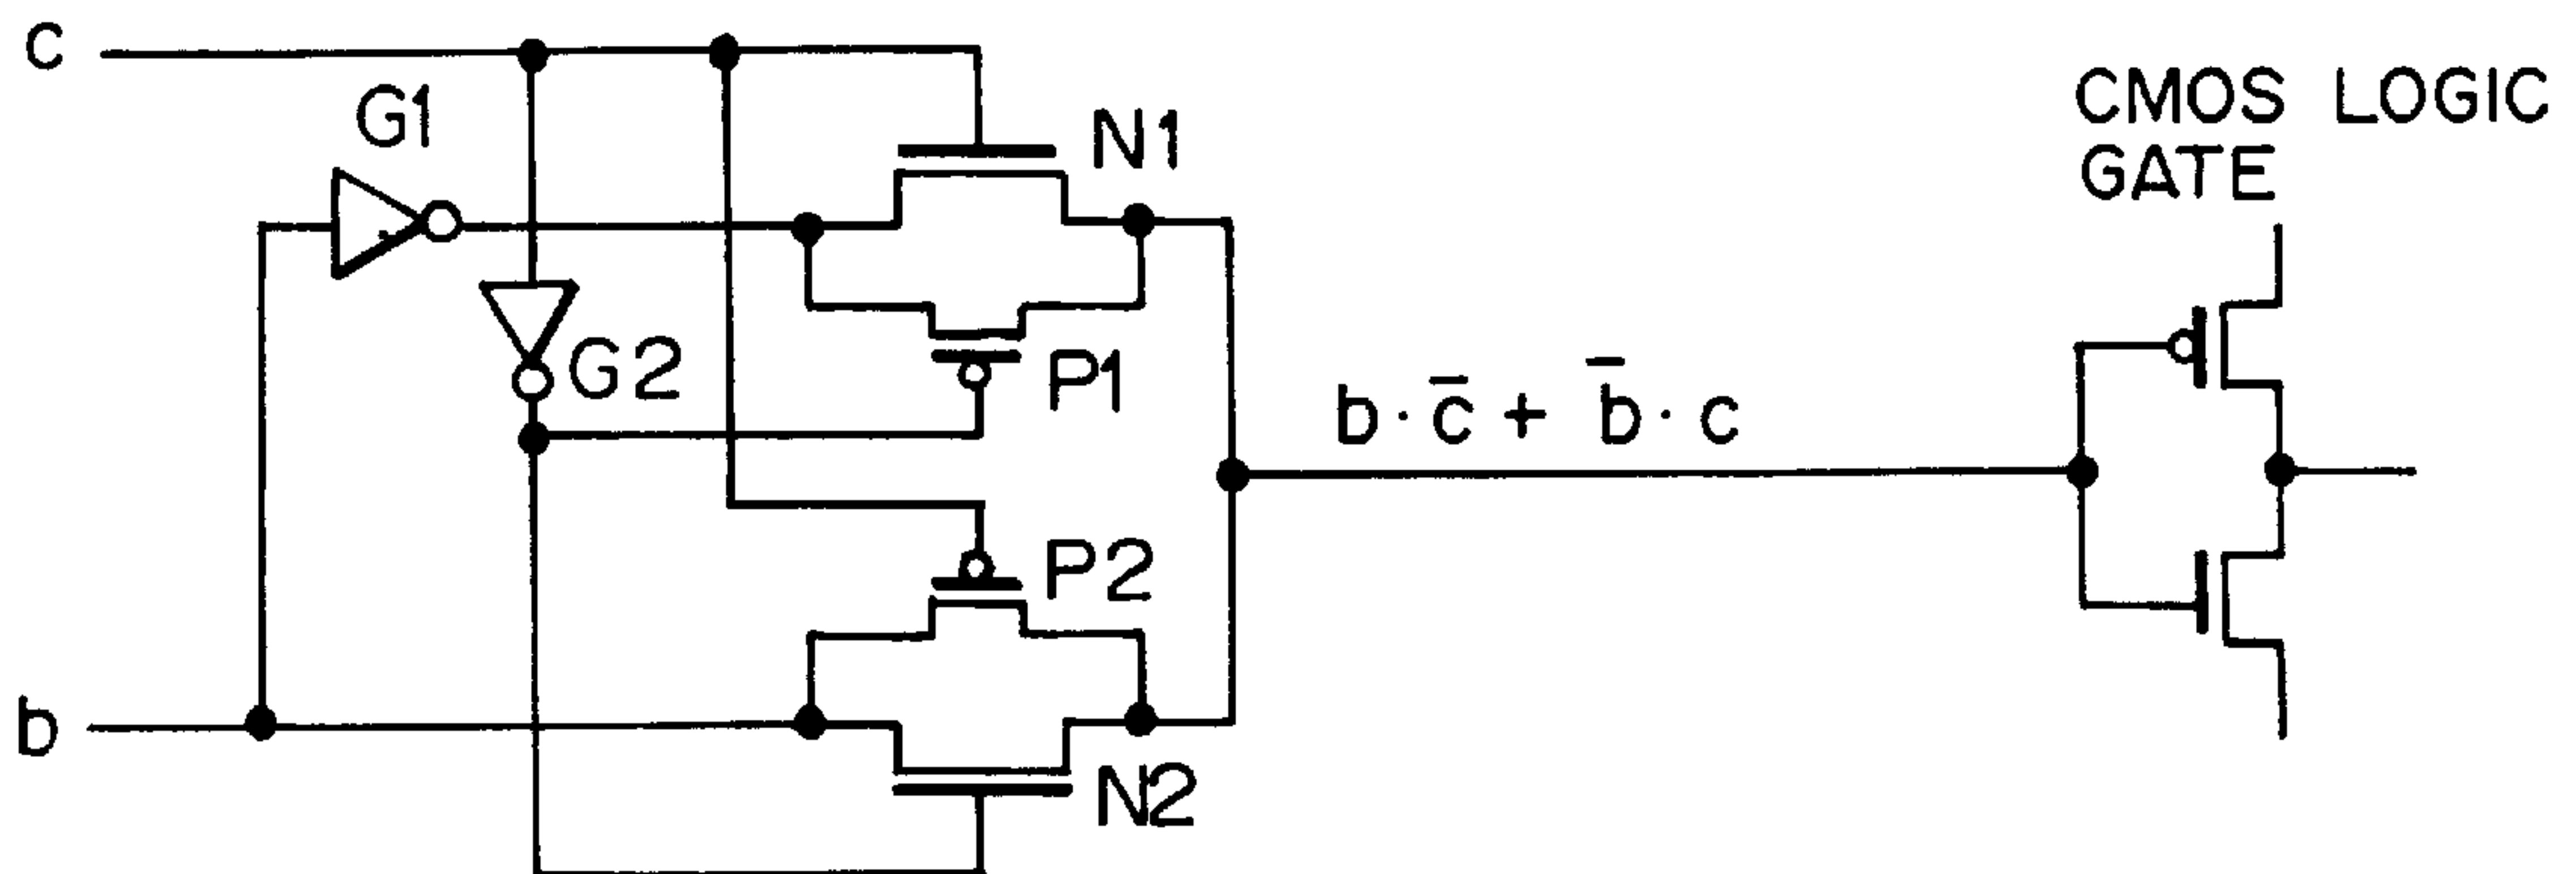 c
G1
N1
CMOS LOGIC
GATE
G2
P1
b · c̄ + b̄ · c
P2
b
N2